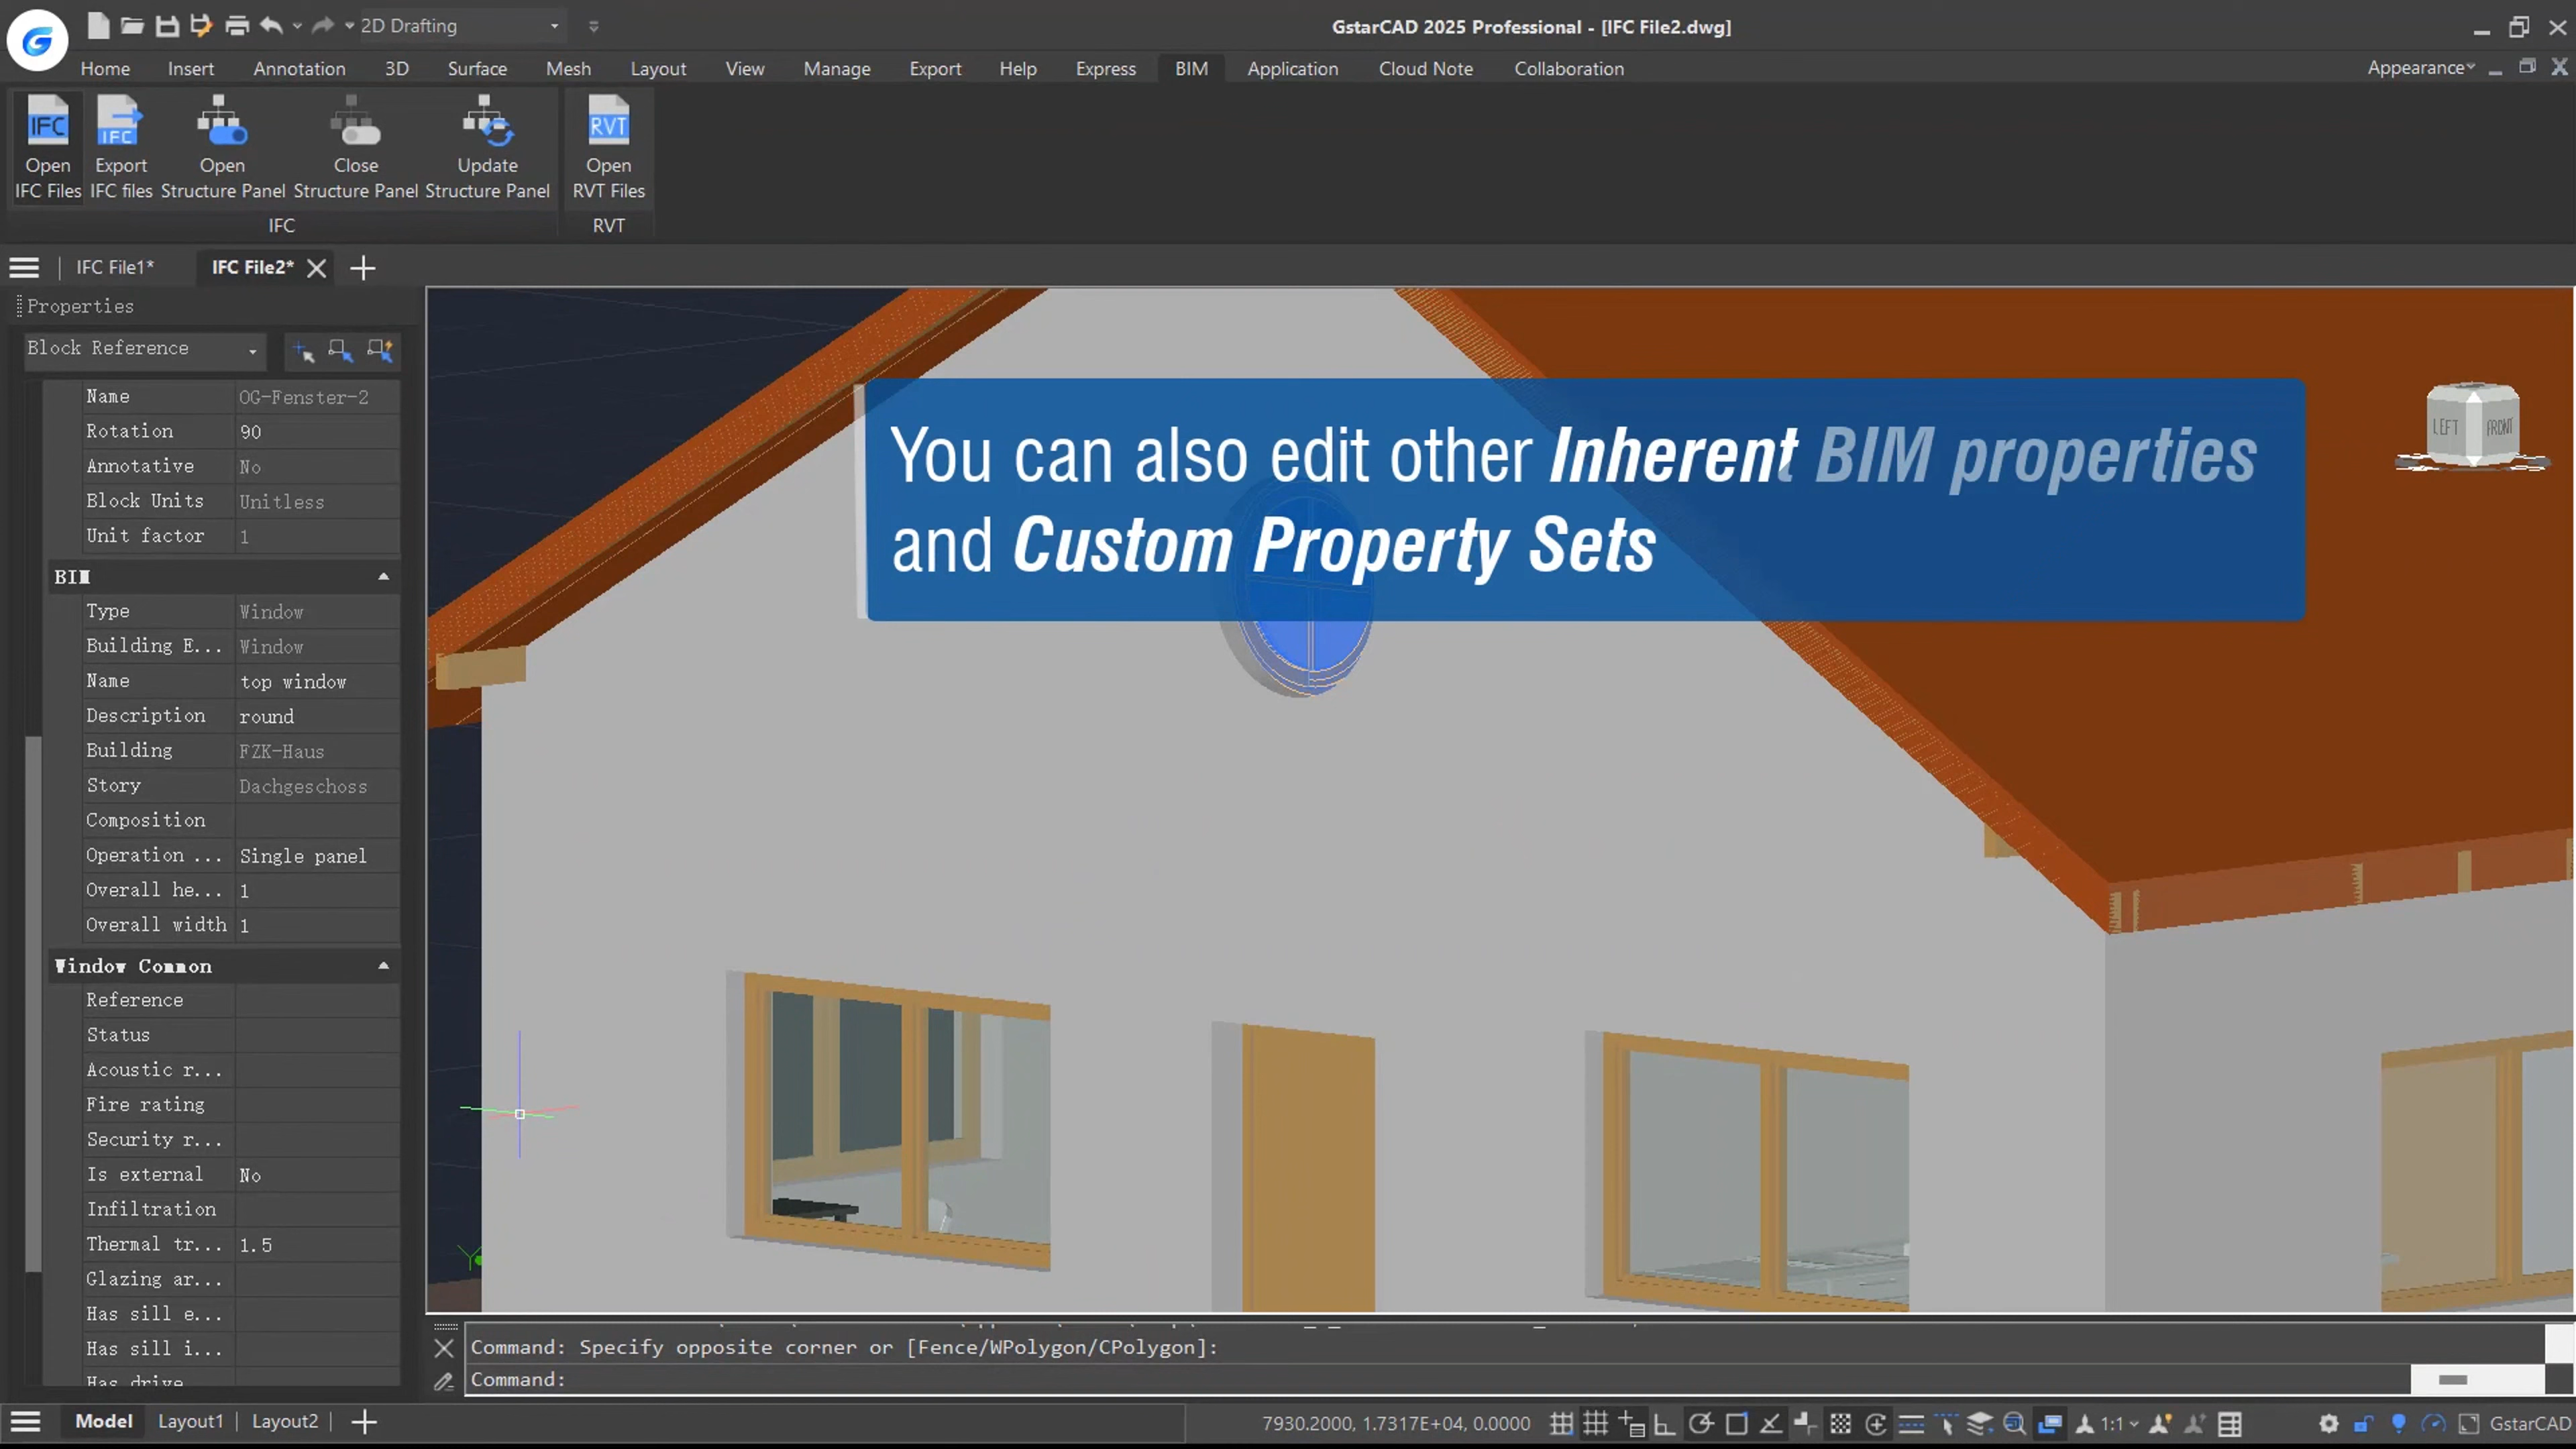 2D Drafting
GstarCAD 2025 Professional - [IFC File2.dwg]
Home Insert Annotation 3D Surface Mesh Layout View Manage Export Help Express BIM Application Cloud Note Collaboration Appearance
IFC IFC RVT
Open Export Open Close Update Open
IFC Files IFC files Structure Panel Structure Panel Structure Panel RVT Files
IFC RVT
IFC File1* IFC File2*
Properties
Block Reference
Name OG-Fenster-2
Rotation 90
Annotative No
Block Units Unitless
Unit factor 1
BIM
Type Window
Building E... Window
Name top window
Description round
Building FZK-Haus
Story Dachgeschoss
Composition
Operation ... Single panel
Overall he... 1
Overall width 1
Window Common
Reference
Status
Acoustic r...
Fire rating
Security r...
Is external No
Infiltration
Thermal tr... 1.5
Glazing ar...
Has sill e...
Has sill i...
Has drive
You can also edit other Inherent BIM properties
and Custom Property Sets
LEFT FRONT
Y
Command: Specify opposite corner or [Fence/WPolygon/CPolygon]:
Command:
Model Layout1 Layout2
7930.2000, 1.7317E+04, 0.0000 1:1 GstarCAD